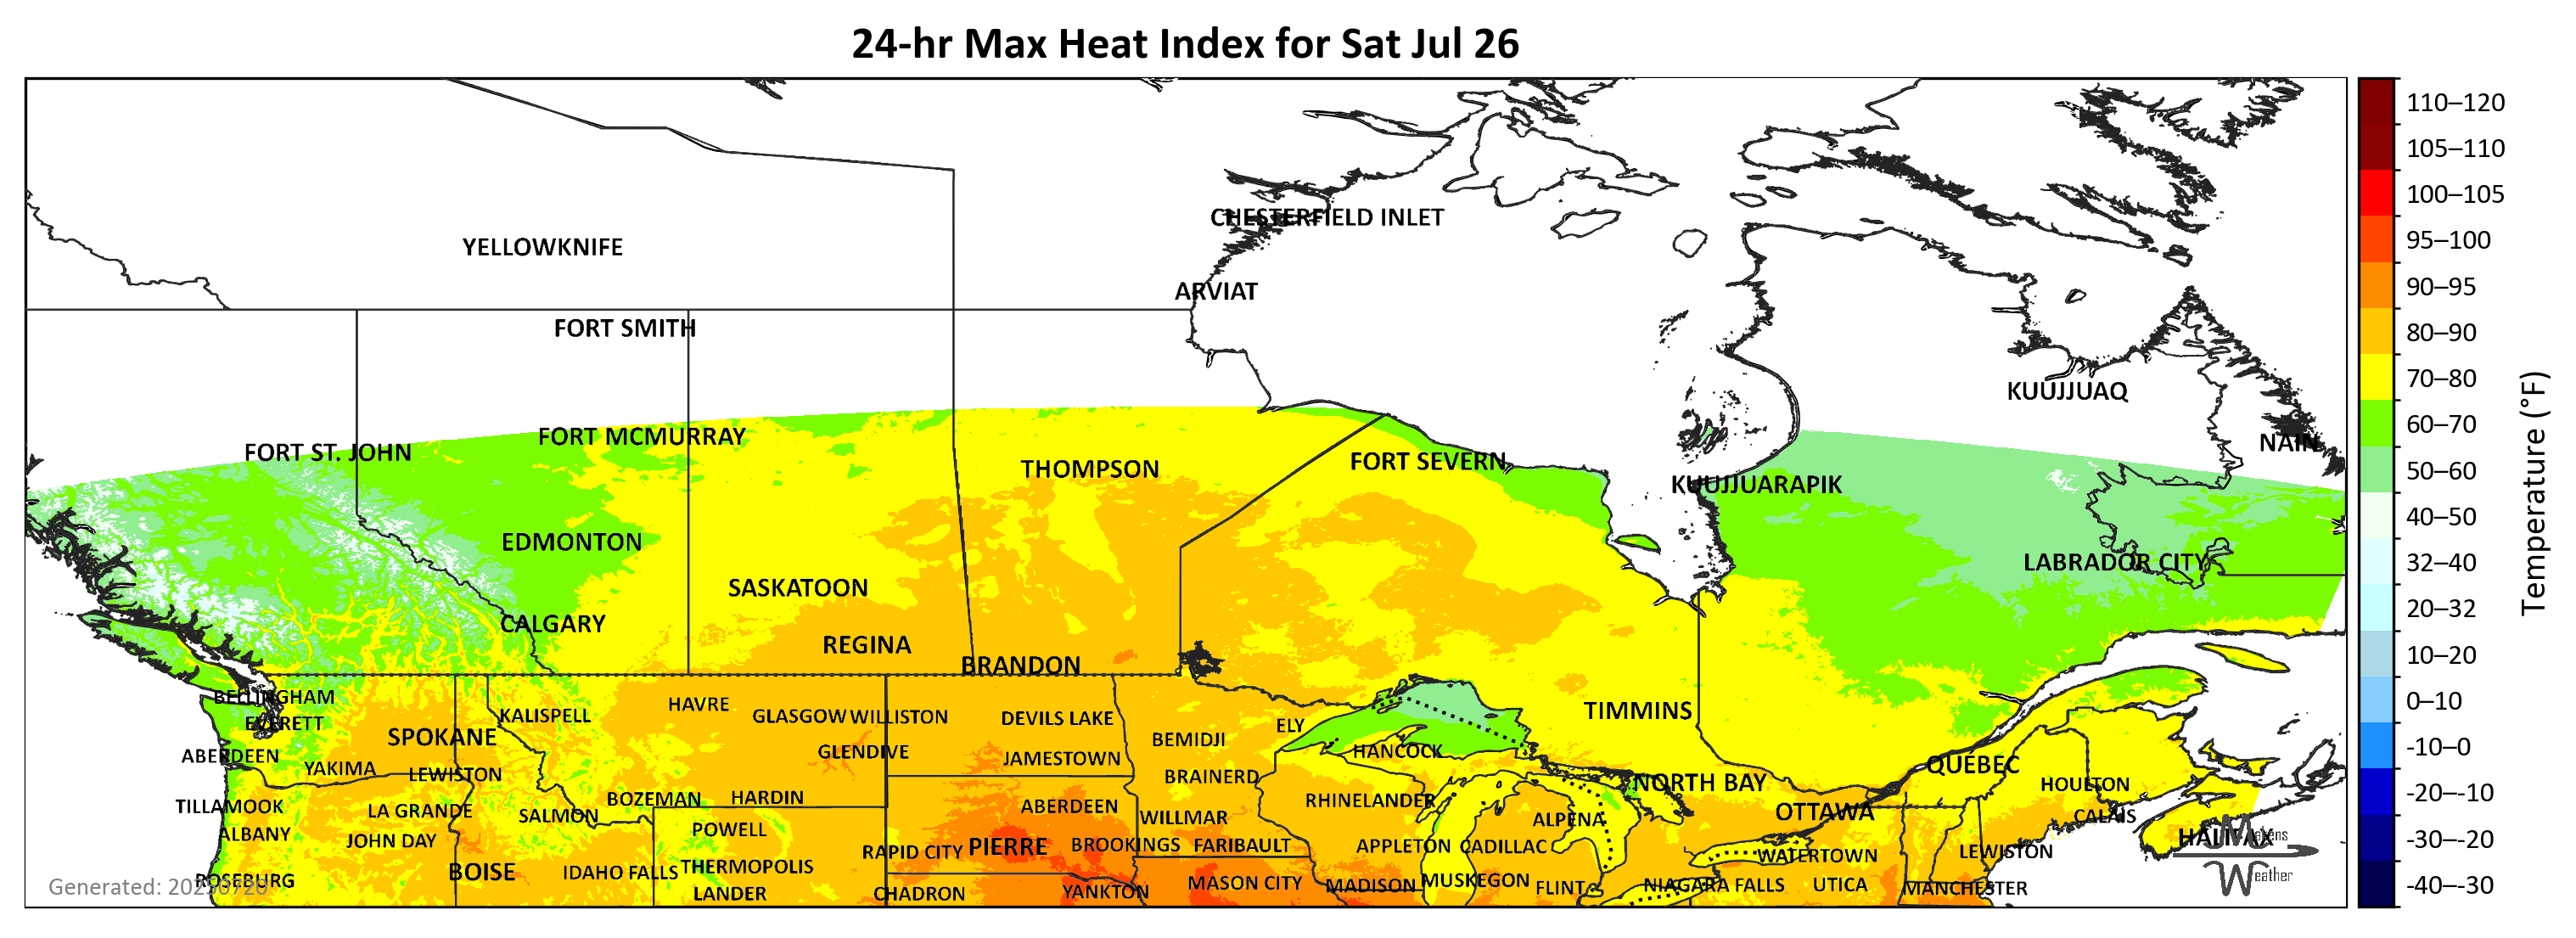 24-hr Max Heat Index for Sat Jul 26
CHESTERFIELD INLET
YELLOWKNIFE
ARVIAT
FORT SMITH
KUUJJUAQ
FORT MCMURRAY
NAIN
FORT ST. JOHN
FORT SEVERN
THOMPSON
KUUJJUARAPIK
EDMONTON
LABRADOR CITY
SASKATOON
CALGARY
REGINA
BRANDON
BELLINGHAM
HAVRE
TIMMINS
KALISPELL
GLASGOW
WILLISTON
DEVILS LAKE
EVERETT
ELY
SPOKANE
BEMIDJI
GLENDIVE
HANCOCK
ABERDEEN
JAMESTOWN
QUÉBEC
YAKIMA
LEWISTON
BRAINERD
NORTH BAY
HOULTON
BOZEMAN
HARDIN
RHINELANDER
TILLAMOOK
ABERDEEN
LA GRANDE
OTTAWA
SALMON
WILLMAR
CALAIS
ALPENA
POWELL
ALBANY
HALIFAX
JOHN DAY
PIERRE
BROOKINGS
FARIBAULT
APPLETON
CADILLAC
RAPID CITY
LEWISTON
WATERTOWN
THERMOPOLIS
BOISE
IDAHO FALLS
ROSEBURG
MUSKEGON
MASON CITY
MADISON
NIAGARA FALLS
UTICA
FLINT
MANCHESTER
YANKTON
LANDER
CHADRON
Generated: 20250720
Makens
Weather
110–120
105–110
100–105
95–100
90–95
80–90
70–80
60–70
50–60
40–50
32–40
20–32
10–20
0–10
-10–0
-20–-10
-30–-20
-40–-30
Temperature (°F)